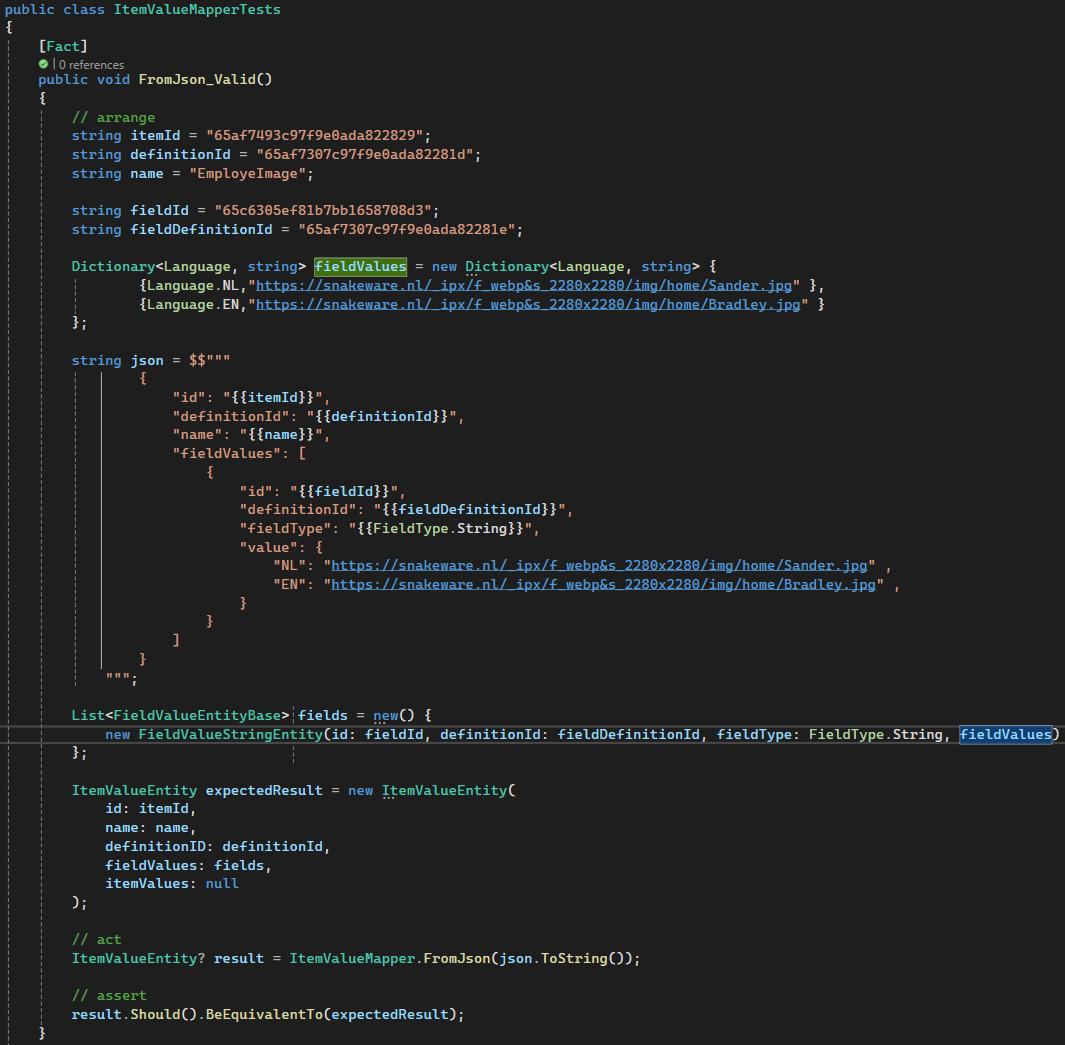 public class ItemValueMapperTests
{
    [Fact]
    | 0 references
    public void FromJson_Valid()
    {
        // arrange
        string itemId = "65af7493c97f9e0ada822829";
        string definitionId = "65af7307c97f9e0ada82281d";
        string name = "EmployeImage";

        string fieldId = "65c6305ef81b7bb1658708d3";
        string fieldDefinitionId = "65af7307c97f9e0ada82281e";

        Dictionary<Language, string> fieldValues = new Dictionary<Language, string> {
                {Language.NL,"https://snakeware.nl/_ipx/f_webp&s_2280x2280/img/home/Sander.jpg" },
                {Language.EN,"https://snakeware.nl/_ipx/f_webp&s_2280x2280/img/home/Bradley.jpg" }
        };

        string json = $$"""
                {
                    "id": "{{itemId}}",
                    "definitionId": "{{definitionId}}",
                    "name": "{{name}}",
                    "fieldValues": [
                        {
                            "id": "{{fieldId}}",
                            "definitionId": "{{fieldDefinitionId}}",
                            "fieldType": "{{FieldType.String}}",
                            "value": {
                                "NL": "https://snakeware.nl/_ipx/f_webp&s_2280x2280/img/home/Sander.jpg" ,
                                "EN": "https://snakeware.nl/_ipx/f_webp&s_2280x2280/img/home/Bradley.jpg" ,
                            }
                        }
                    ]
                }
            """;

        List<FieldValueEntityBase> fields = new() {
            new FieldValueStringEntity(id: fieldId, definitionId: fieldDefinitionId, fieldType: FieldType.String, fieldValues)
        };

        ItemValueEntity expectedResult = new ItemValueEntity(
            id: itemId,
            name: name,
            definitionID: definitionId,
            fieldValues: fields,
            itemValues: null
        );

        // act
        ItemValueEntity? result = ItemValueMapper.FromJson(json.ToString());

        // assert
        result.Should().BeEquivalentTo(expectedResult);
    }